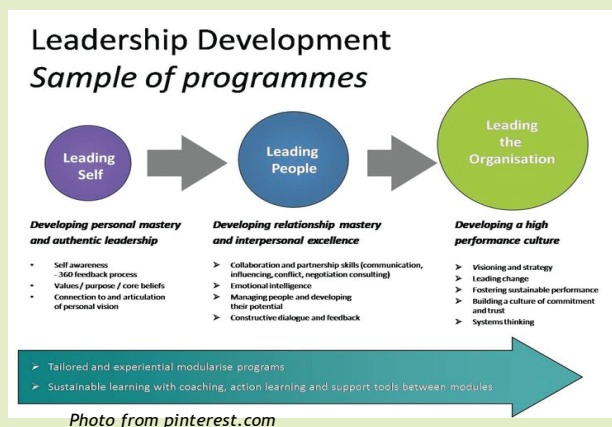 Leadership Development
Sample of programmes
Leading
Self
Leading
People
Leading
the
Organisation
Developing personal mastery
and authentic leadership
• Self awareness
- 360 feedback process
• Values / purpose / core beliefs
• Connection to and articulation
of personal vision
Developing relationship mastery
and interpersonal excellence
➢ Collaboration and partnership skills (communication,
influencing, conflict, negotiation consulting)
➢ Emotional intelligence
➢ Managing people and developing
their potential
➢ Constructive dialogue and feedback
Developing a high
performance culture
➢ Visioning and strategy
➢ Leading change
➢ Fostering sustainable performance
➢ Building a culture of commitment
and trust
➢ Systems thinking
➢ Tailored and experiential modularise programs
➢ Sustainable learning with coaching, action learning and support tools between modules
Photo from pinterest.com